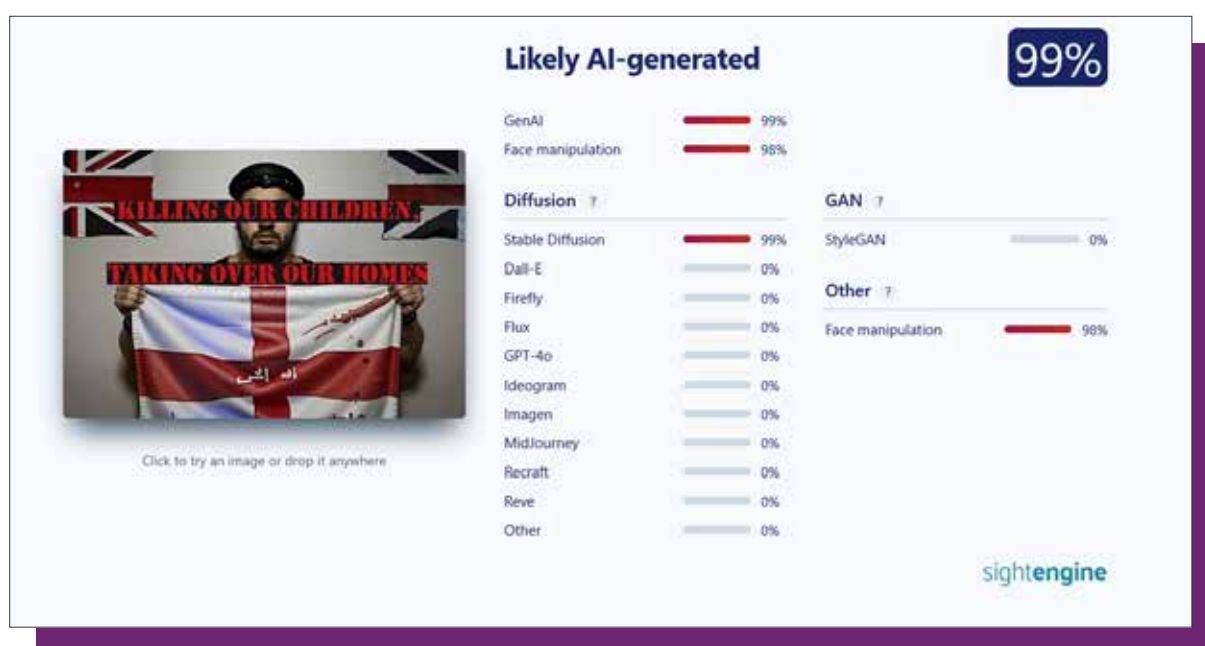 Likely AI-generated
99%
GenAI 99%
Face manipulation 98%
KILLING OUR CHILDREN,
TAKING OVER OUR HOMES
Click to try an image or drop it anywhere
Diffusion ?
Stable Diffusion 99%
Dall-E 0%
Firefly 0%
Flux 0%
GPT-4o 0%
Ideogram 0%
Imagen 0%
MidJourney 0%
Recraft 0%
Reve 0%
Other 0%
GAN ?
StyleGAN 0%
Other ?
Face manipulation 98%
sightengine